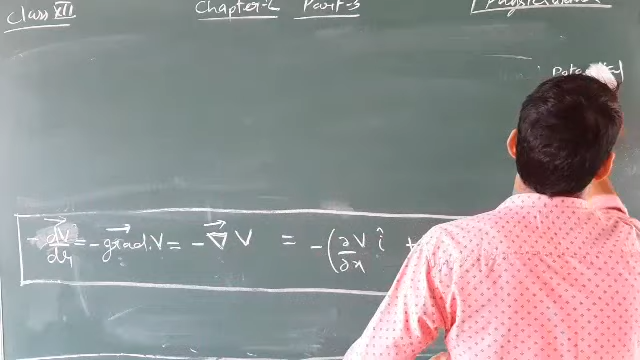 Class XII Chapter-2 Part-3
Potential
- dV/dr = - grad V = - ∇ V = - (∂V/∂x î +